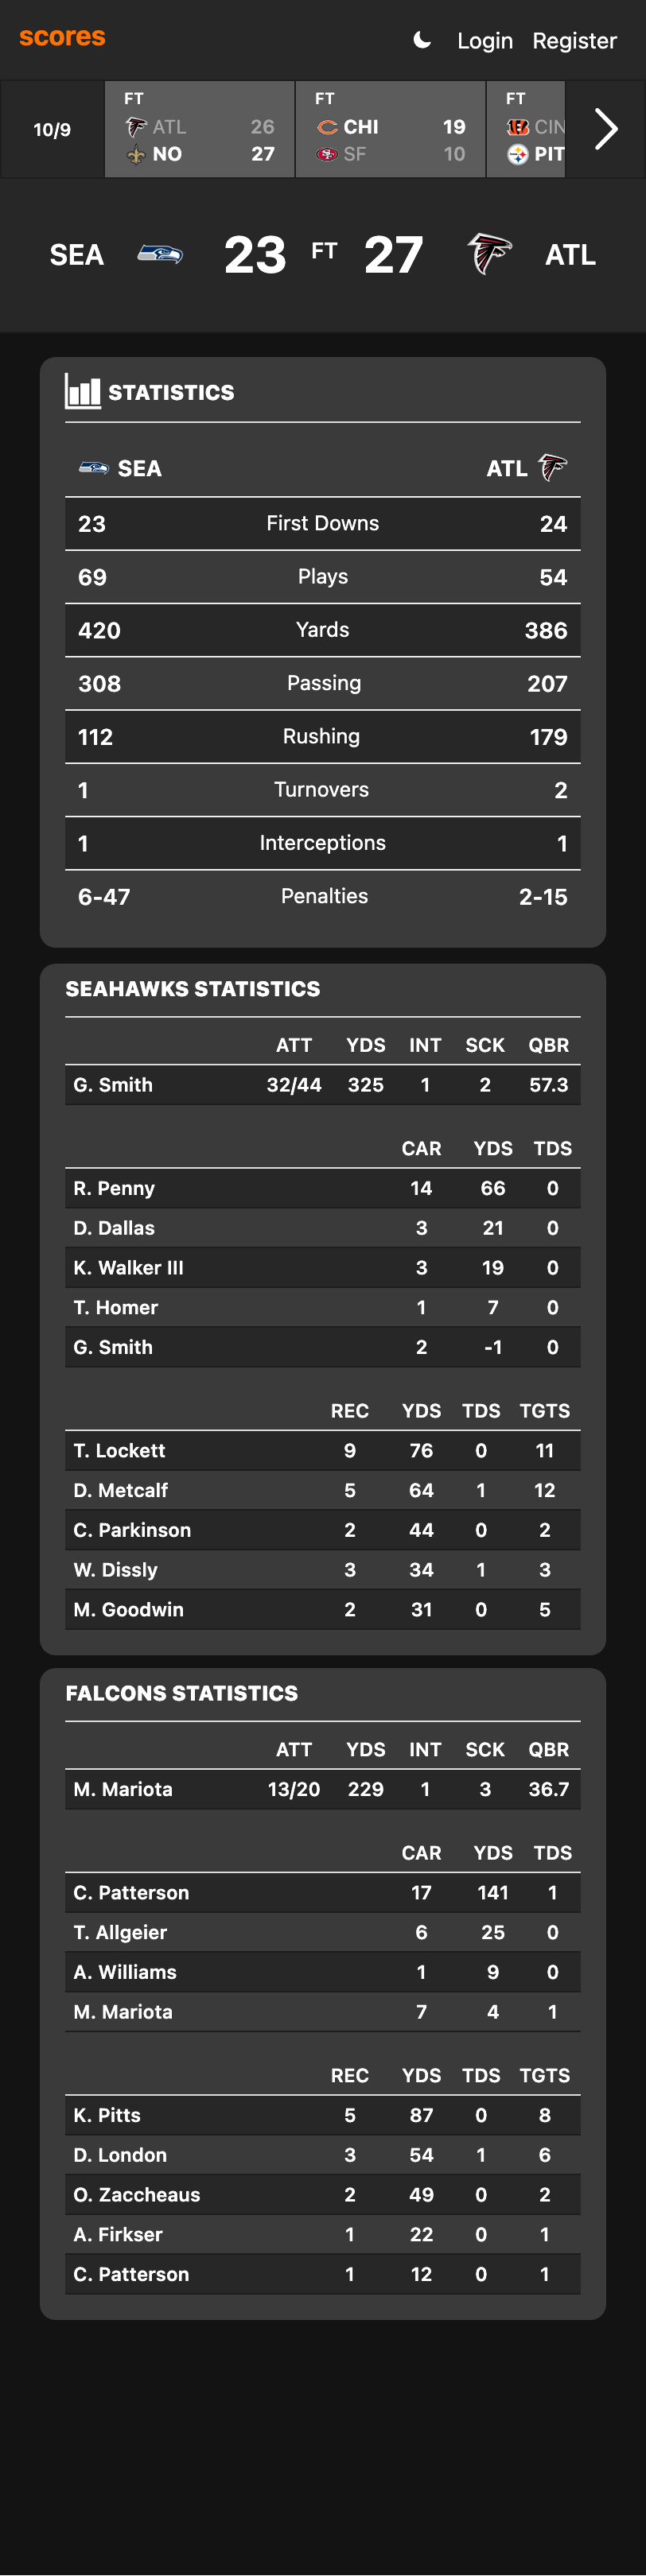 scores
Login Register
10/9
FT
ATL 26
NO 27
FT
CHI 19
SF 10
FT
CIN
PIT
SEA 23 FT 27 ATL
STATISTICS
SEA ATL
23 First Downs 24
69 Plays 54
420 Yards 386
308 Passing 207
112 Rushing 179
1 Turnovers 2
1 Interceptions 1
6-47 Penalties 2-15
SEAHAWKS STATISTICS
ATT YDS INT SCK QBR
G. Smith 32/44 325 1 2 57.3
CAR YDS TDS
R. Penny 14 66 0
D. Dallas 3 21 0
K. Walker III 3 19 0
T. Homer 1 7 0
G. Smith 2 -1 0
REC YDS TDS TGTS
T. Lockett 9 76 0 11
D. Metcalf 5 64 1 12
C. Parkinson 2 44 0 2
W. Dissly 3 34 1 3
M. Goodwin 2 31 0 5
FALCONS STATISTICS
ATT YDS INT SCK QBR
M. Mariota 13/20 229 1 3 36.7
CAR YDS TDS
C. Patterson 17 141 1
T. Allgeier 6 25 0
A. Williams 1 9 0
M. Mariota 7 4 1
REC YDS TDS TGTS
K. Pitts 5 87 0 8
D. London 3 54 1 6
O. Zaccheaus 2 49 0 2
A. Firkser 1 22 0 1
C. Patterson 1 12 0 1